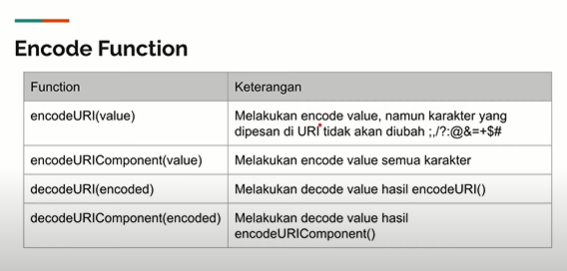 Encode Function
Function Keterangan
encodeURI(value) Melakukan encode value, namun karakter yang
dipesan di URI tidak akan diubah ;,/?:@&=+$#
encodeURIComponent(value) Melakukan encode value semua karakter
decodeURI(encoded) Melakukan decode value hasil encodeURI()
decodeURIComponent(encoded) Melakukan decode value hasil
encodeURIComponent()